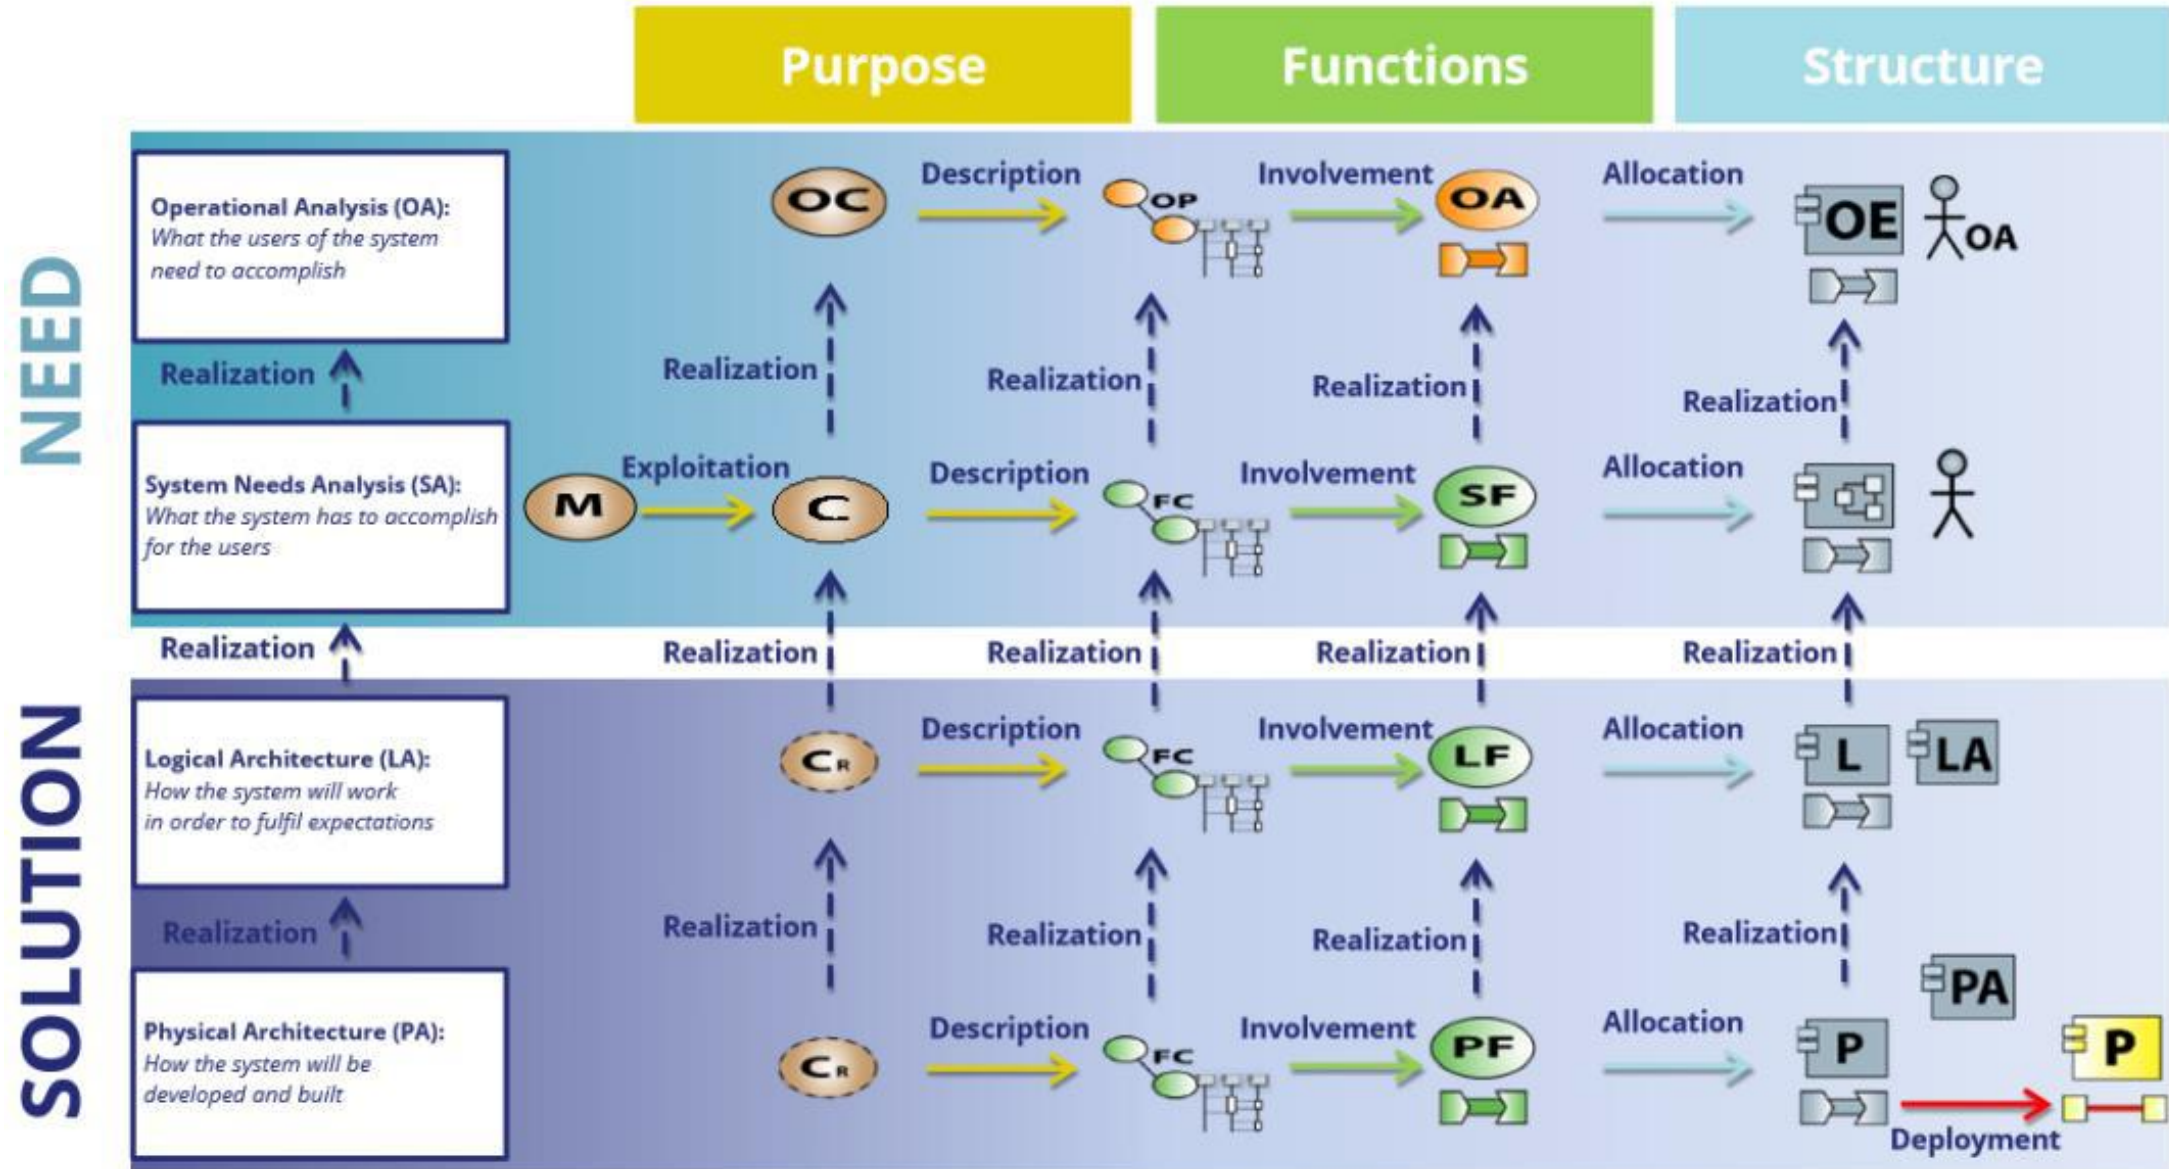 Purpose
Functions
Structure
NEED
Operational Analysis (OA):
What the users of the system
need to accomplish
OC
Description
OP
Involvement
OA
Allocation
OE
OA
Realization
Realization
Realization
Realization
Realization
System Needs Analysis (SA):
What the system has to accomplish
for the users
M
Exploitation
C
Description
FC
Involvement
SF
Allocation
Realization
Realization
Realization
Realization
Realization
SOLUTION
Logical Architecture (LA):
How the system will work
in order to fulfil expectations
CR
Description
FC
Involvement
LF
Allocation
L
LA
Realization
Realization
Realization
Realization
Realization
Physical Architecture (PA):
How the system will be
developed and built
CR
Description
FC
Involvement
PF
Allocation
P
PA
P
Deployment